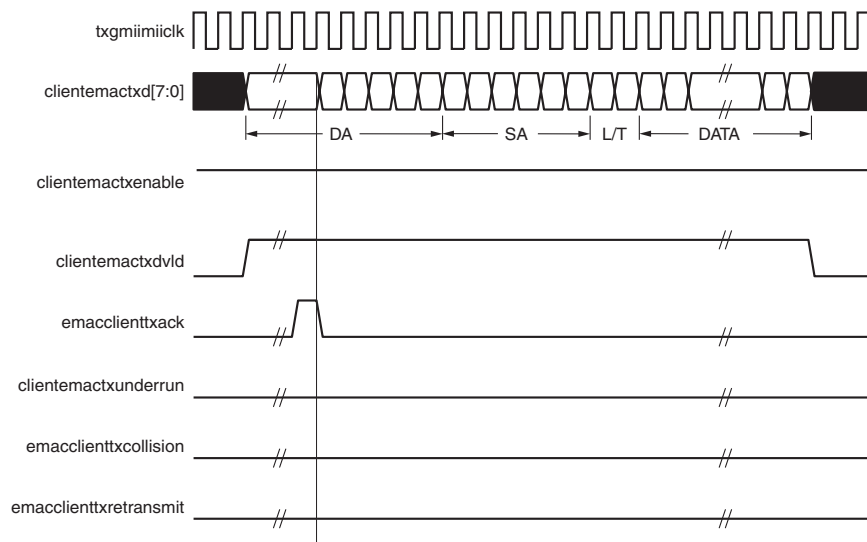 txgmiimiiclk
clientemactxd[7:0]
DA SA L/T DATA
clientemactxenable
clientemactxdvld
emacclienttxack
clientemactxunderrun
emacclienttxcollision
emacclienttxretransmit